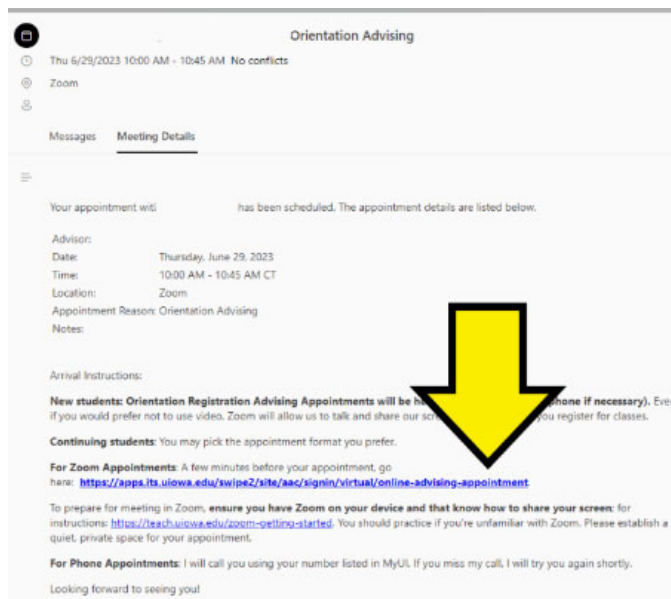 Orientation Advising
Thu 6/29/2023 10:00 AM - 10:45 AM No conflicts
Zoom
Messages Meeting Details
Your appointment wit has been scheduled. The appointment details are listed below.
Advisor:
Date: Thursday, June 29, 2023
Time: 10:00 AM - 10:45 AM CT
Location: Zoom
Appointment Reason: Orientation Advising
Notes:
Arrival Instructions:
New students: Orientation Registration Advising Appointments will be phone if necessary). Eve
if you would prefer not to use video. Zoom will allow us to talk and share our you register for classes.
Continuing students: You may pick the appointment format you prefer.
For Zoom Appointments: A few minutes before your appointment, go
here: https://apps.its.uiowa.edu/swipe2/site/aac/signin/virtual/online-advising-appointment
To prepare for meeting in Zoom, ensure you have Zoom on your device and that know how to share your screen; for
instructions: https://teach.uiowa.edu/zoom-getting-started. You should practice if you're unfamiliar with Zoom. Please establish a
quiet, private space for your appointment.
For Phone Appointments: I will call you using your number listed in MyUI. If you miss my call, I will try you again shortly.
Looking forward to seeing you!